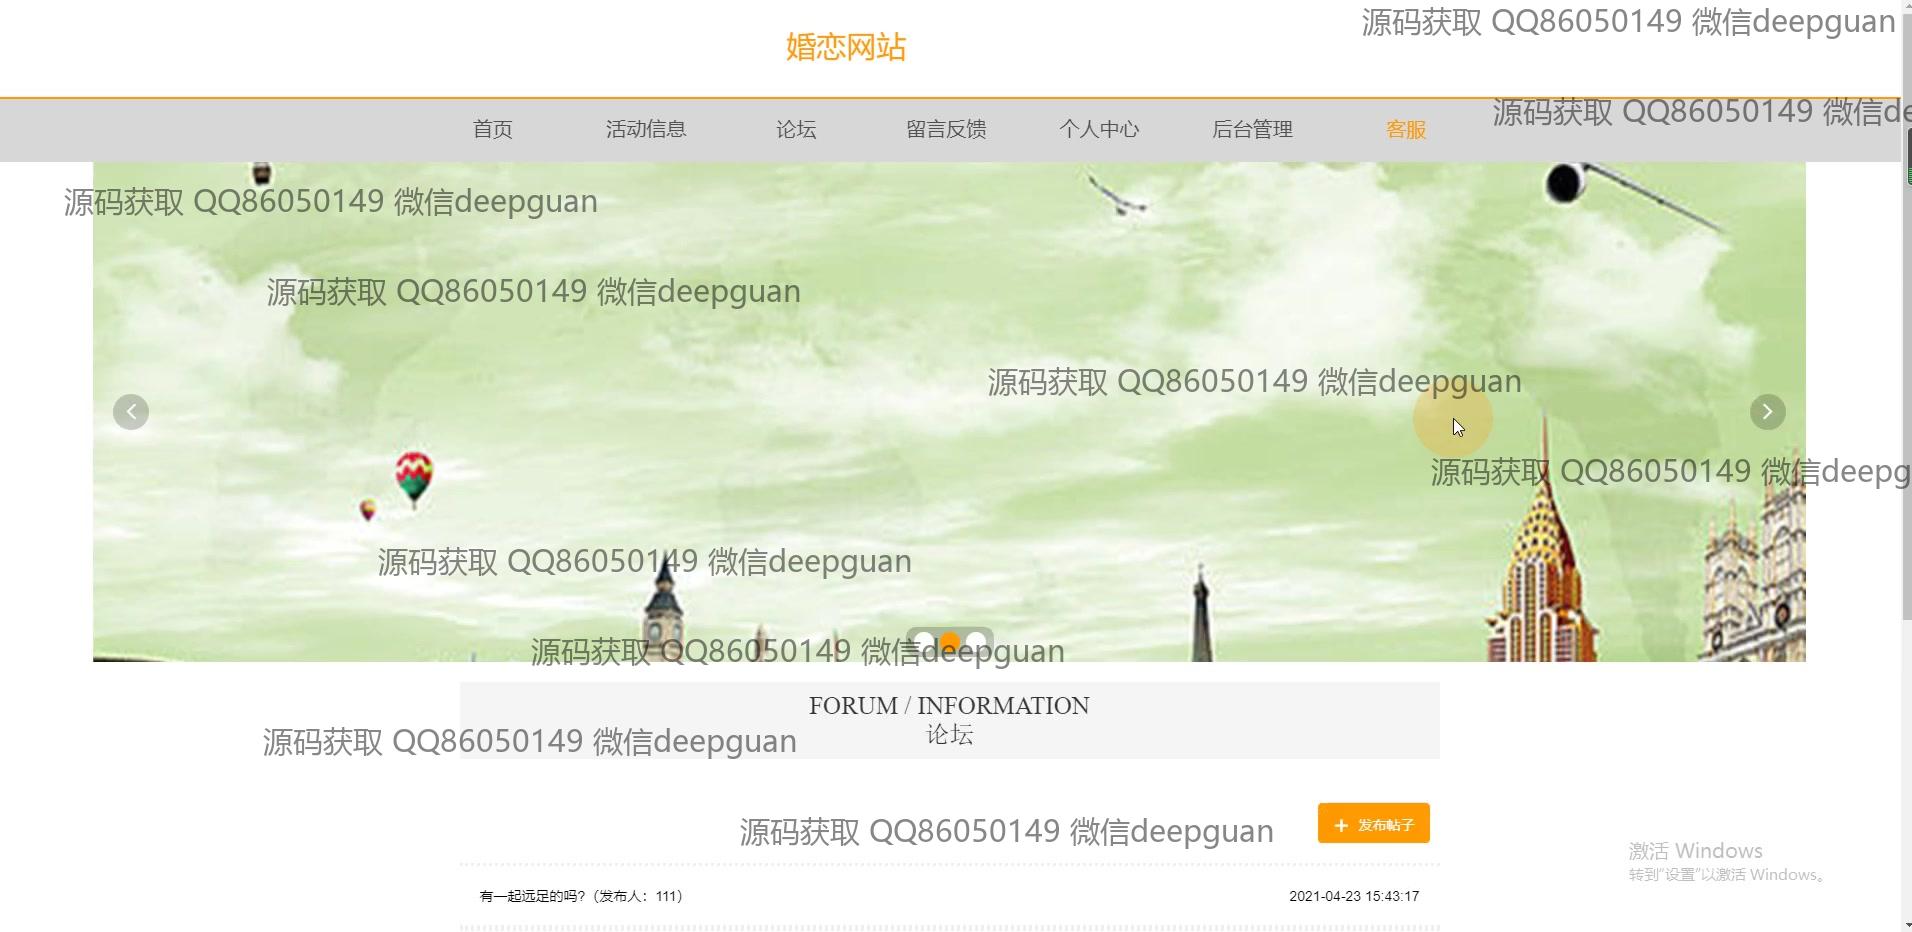 源码获取 QQ86050149 微信deepguan
婚恋网站
源码获取 QQ86050149 微信de
首页 活动信息 论坛 留言反馈 个人中心 后台管理 客服
源码获取 QQ86050149 微信deepguan
源码获取 QQ86050149 微信deepguan
源码获取 QQ86050149 微信deepguan
源码获取 QQ86050149 微信deepg
源码获取 QQ86050149 微信deepguan
源码获取 QQ86050149 微信deepguan
FORUM / INFORMATION
论坛
源码获取 QQ86050149 微信deepguan
+ 发布帖子
源码获取 QQ86050149 微信deepguan
激活 Windows
转到“设置”以激活 Windows。
有一起远足的吗?（发布人：111） 2021-04-23 15:43:17